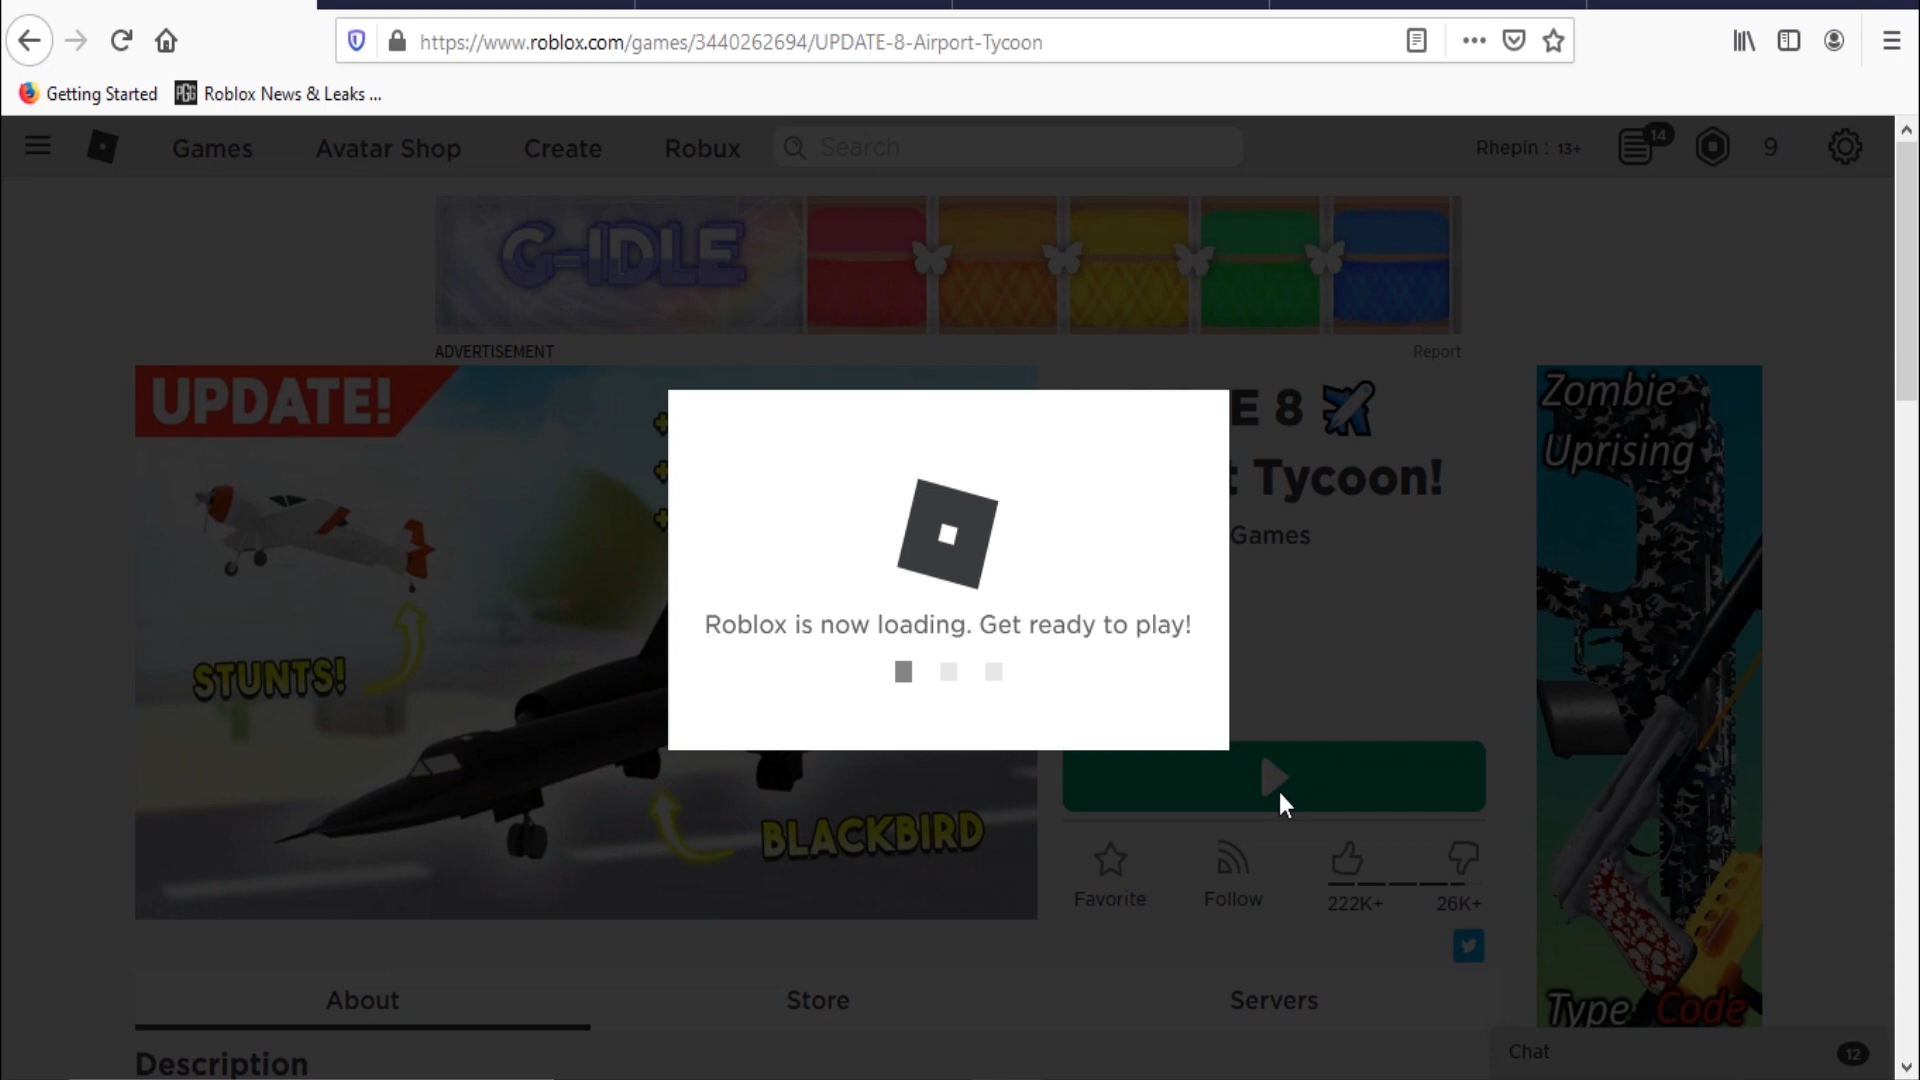 https://www.roblox.com/games/3440262694/UPDATE-8-Airport-Tycoon
Getting Started
Roblox News & Leaks ...
Games
Avatar Shop
Create
Robux
Search
Rhepin : 13+
14
9
G-IDLE
ADVERTISEMENT
Report
UPDATE!
STUNTS!
BLACKBIRD
E 8
Tycoon!
Games
Roblox is now loading. Get ready to play!
Favorite
Follow
222K+
26K+
Zombie
Uprising
Type Code
About
Store
Servers
Description
Chat
12